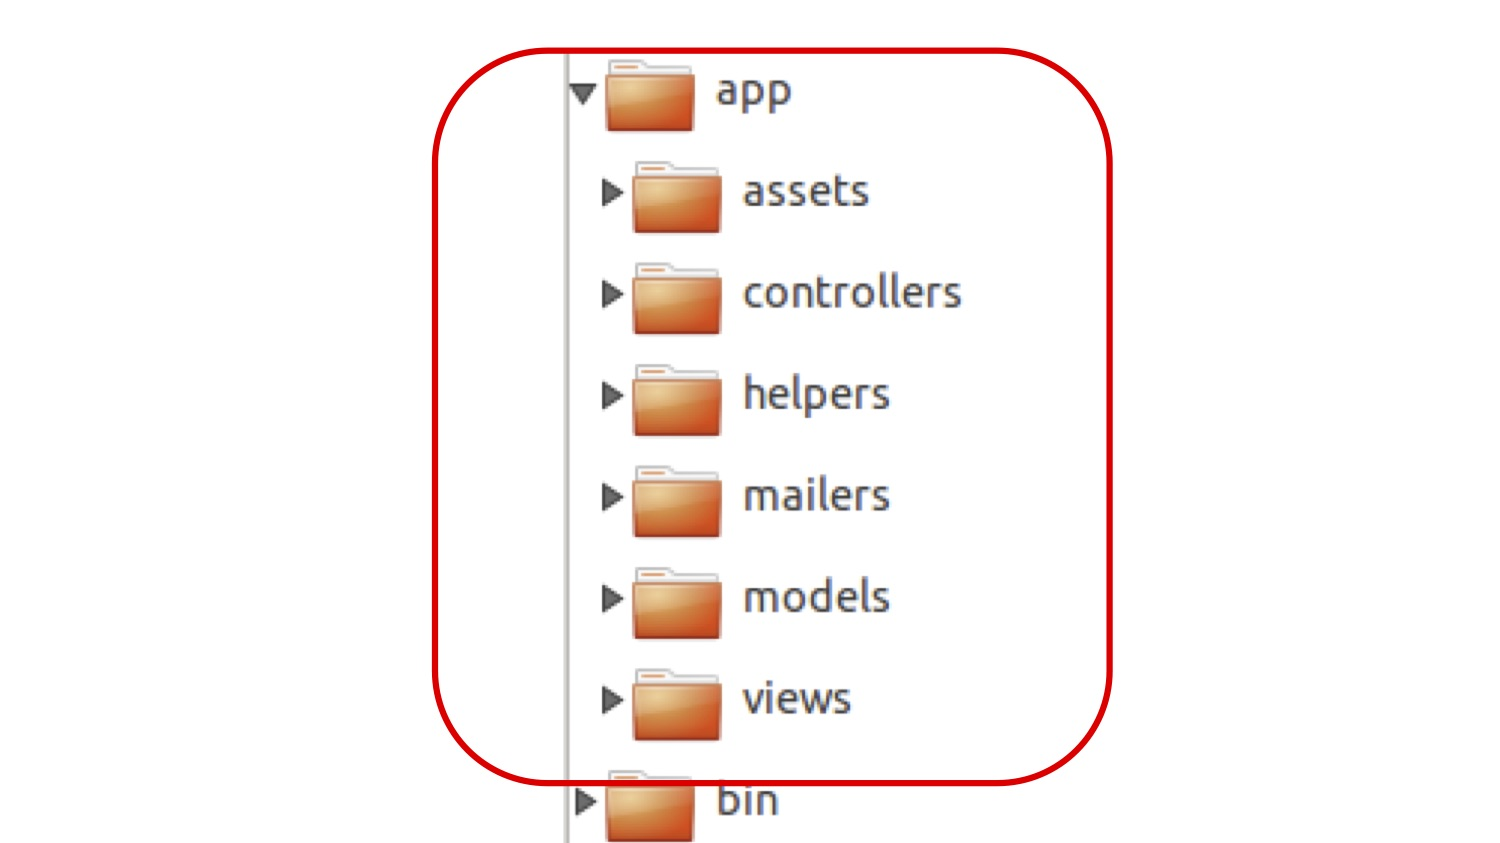 app
assets
controllers
helpers
mailers
models
views
bin